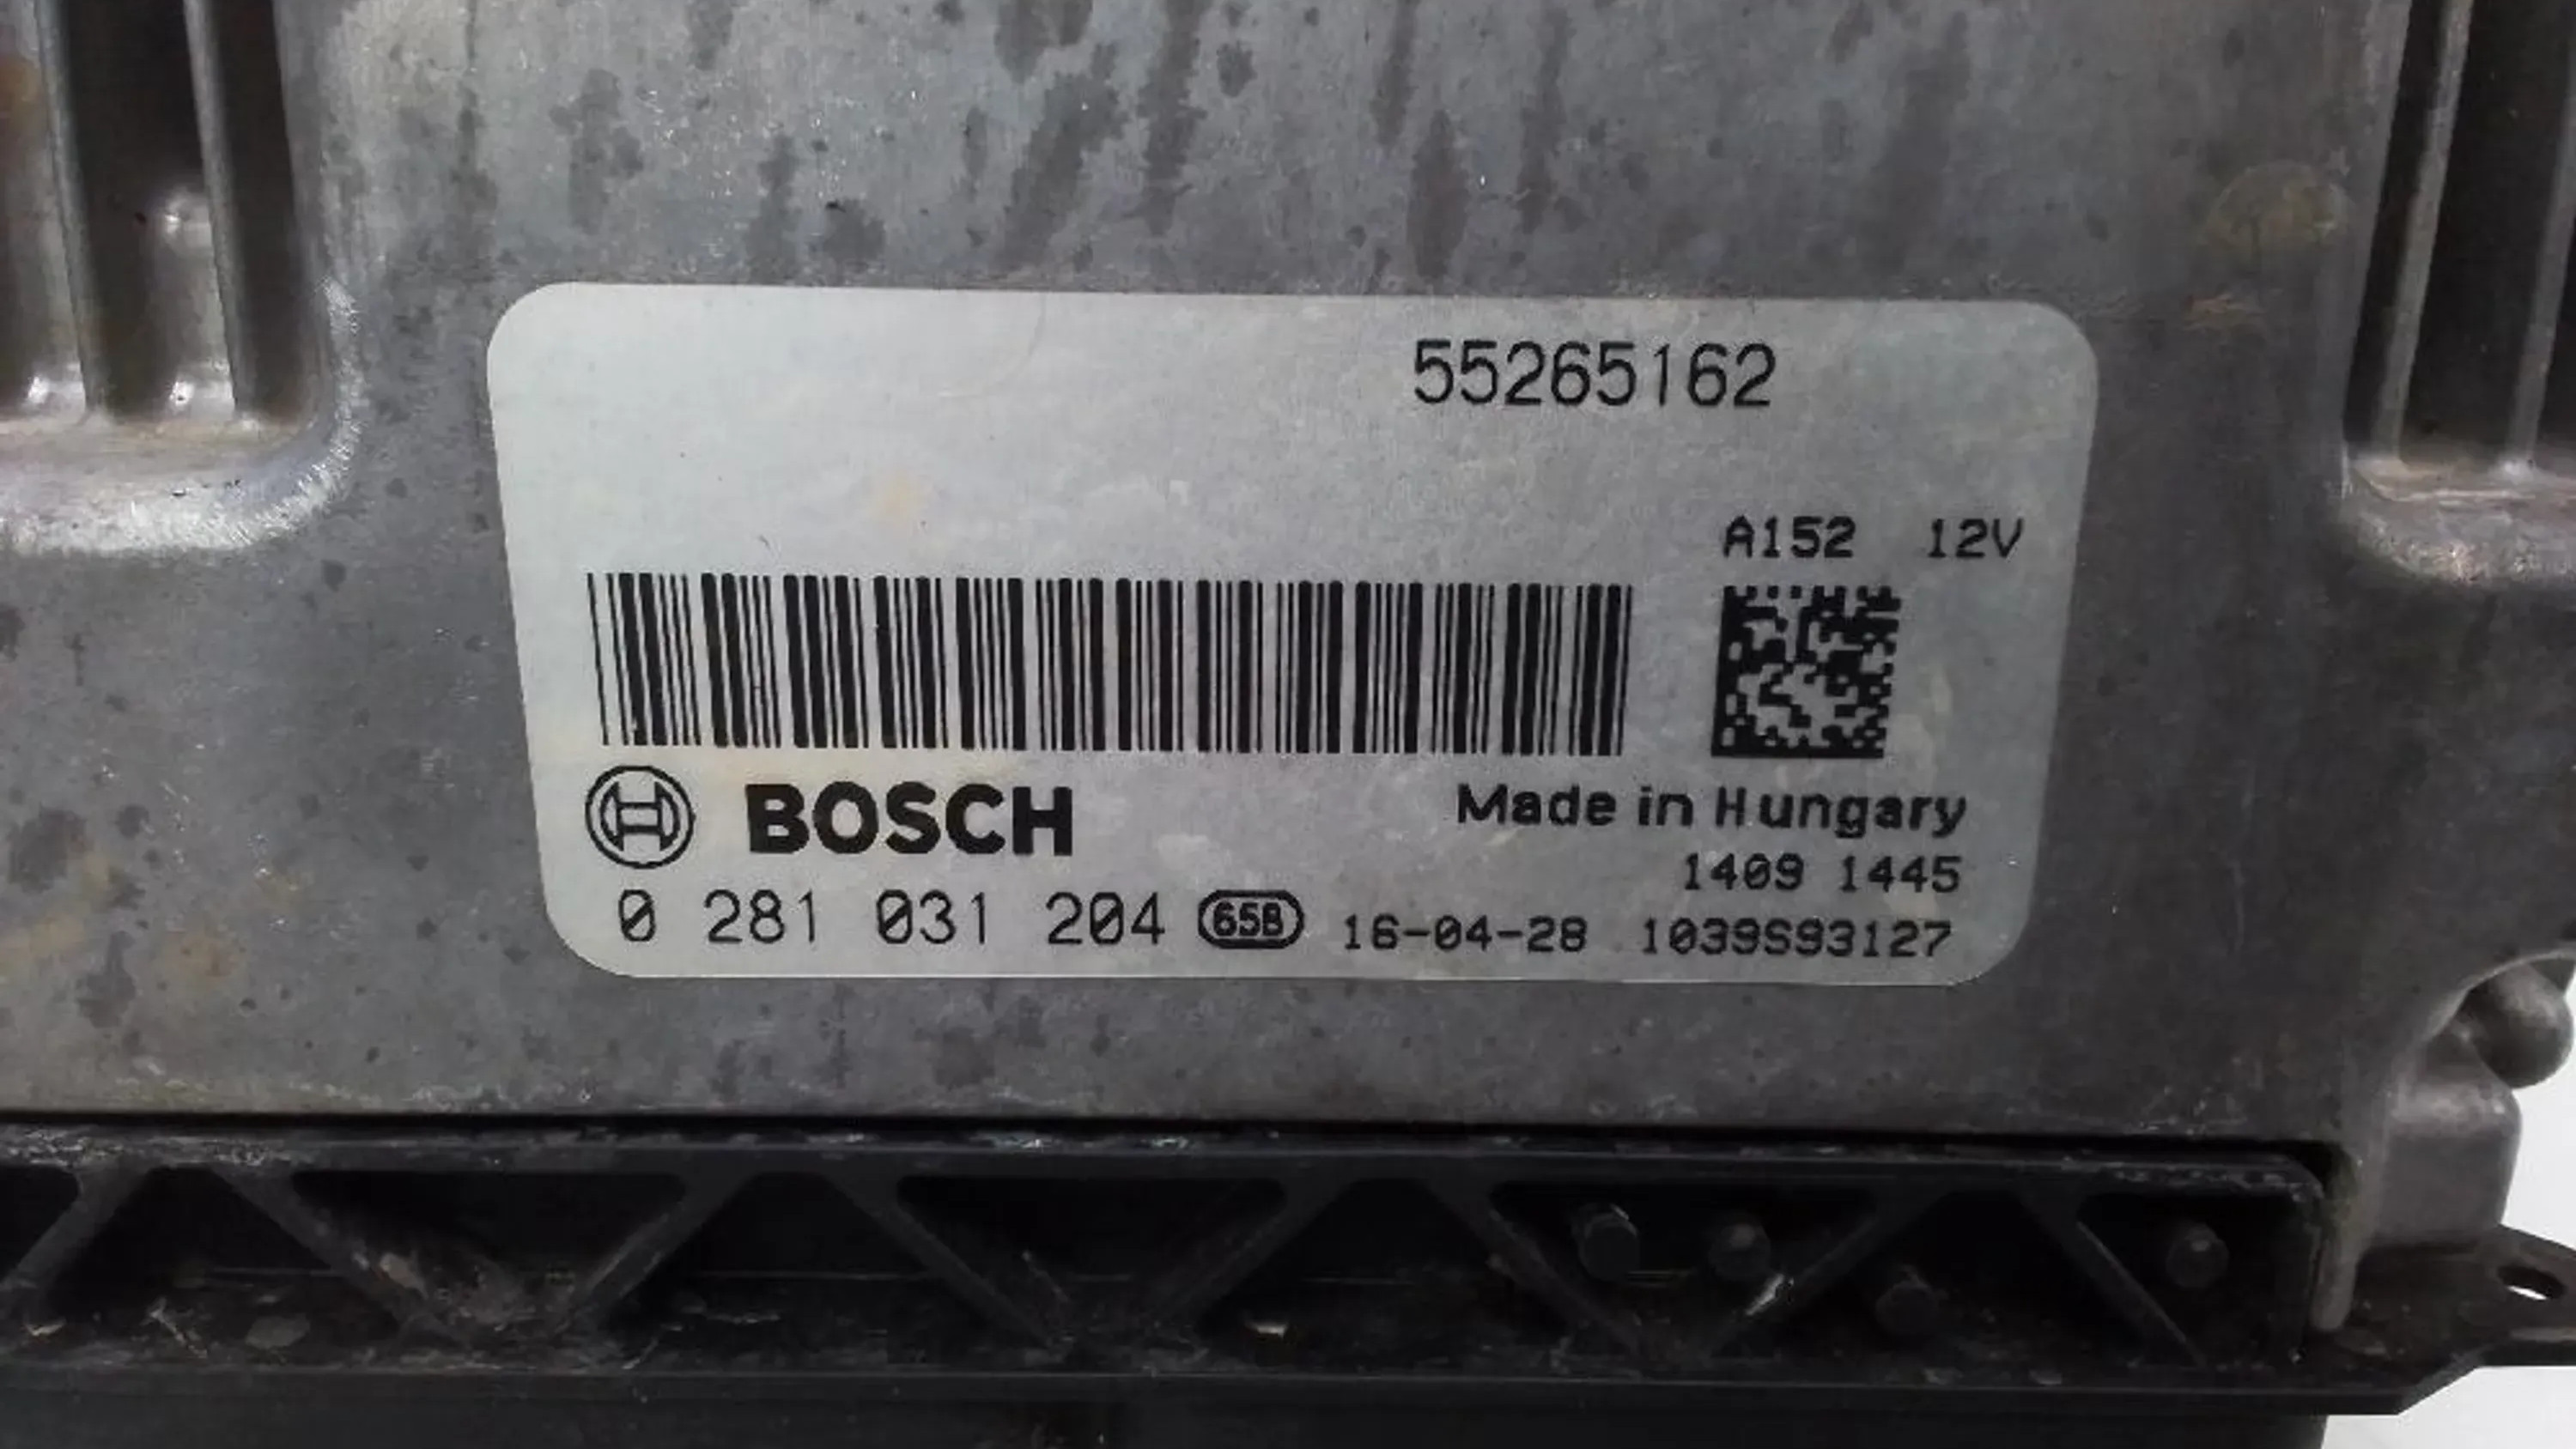 55265162
A152 12V
BOSCH
Made in Hungary
1409 1445
0 281 031 204 65B 16-04-28 1039S93127